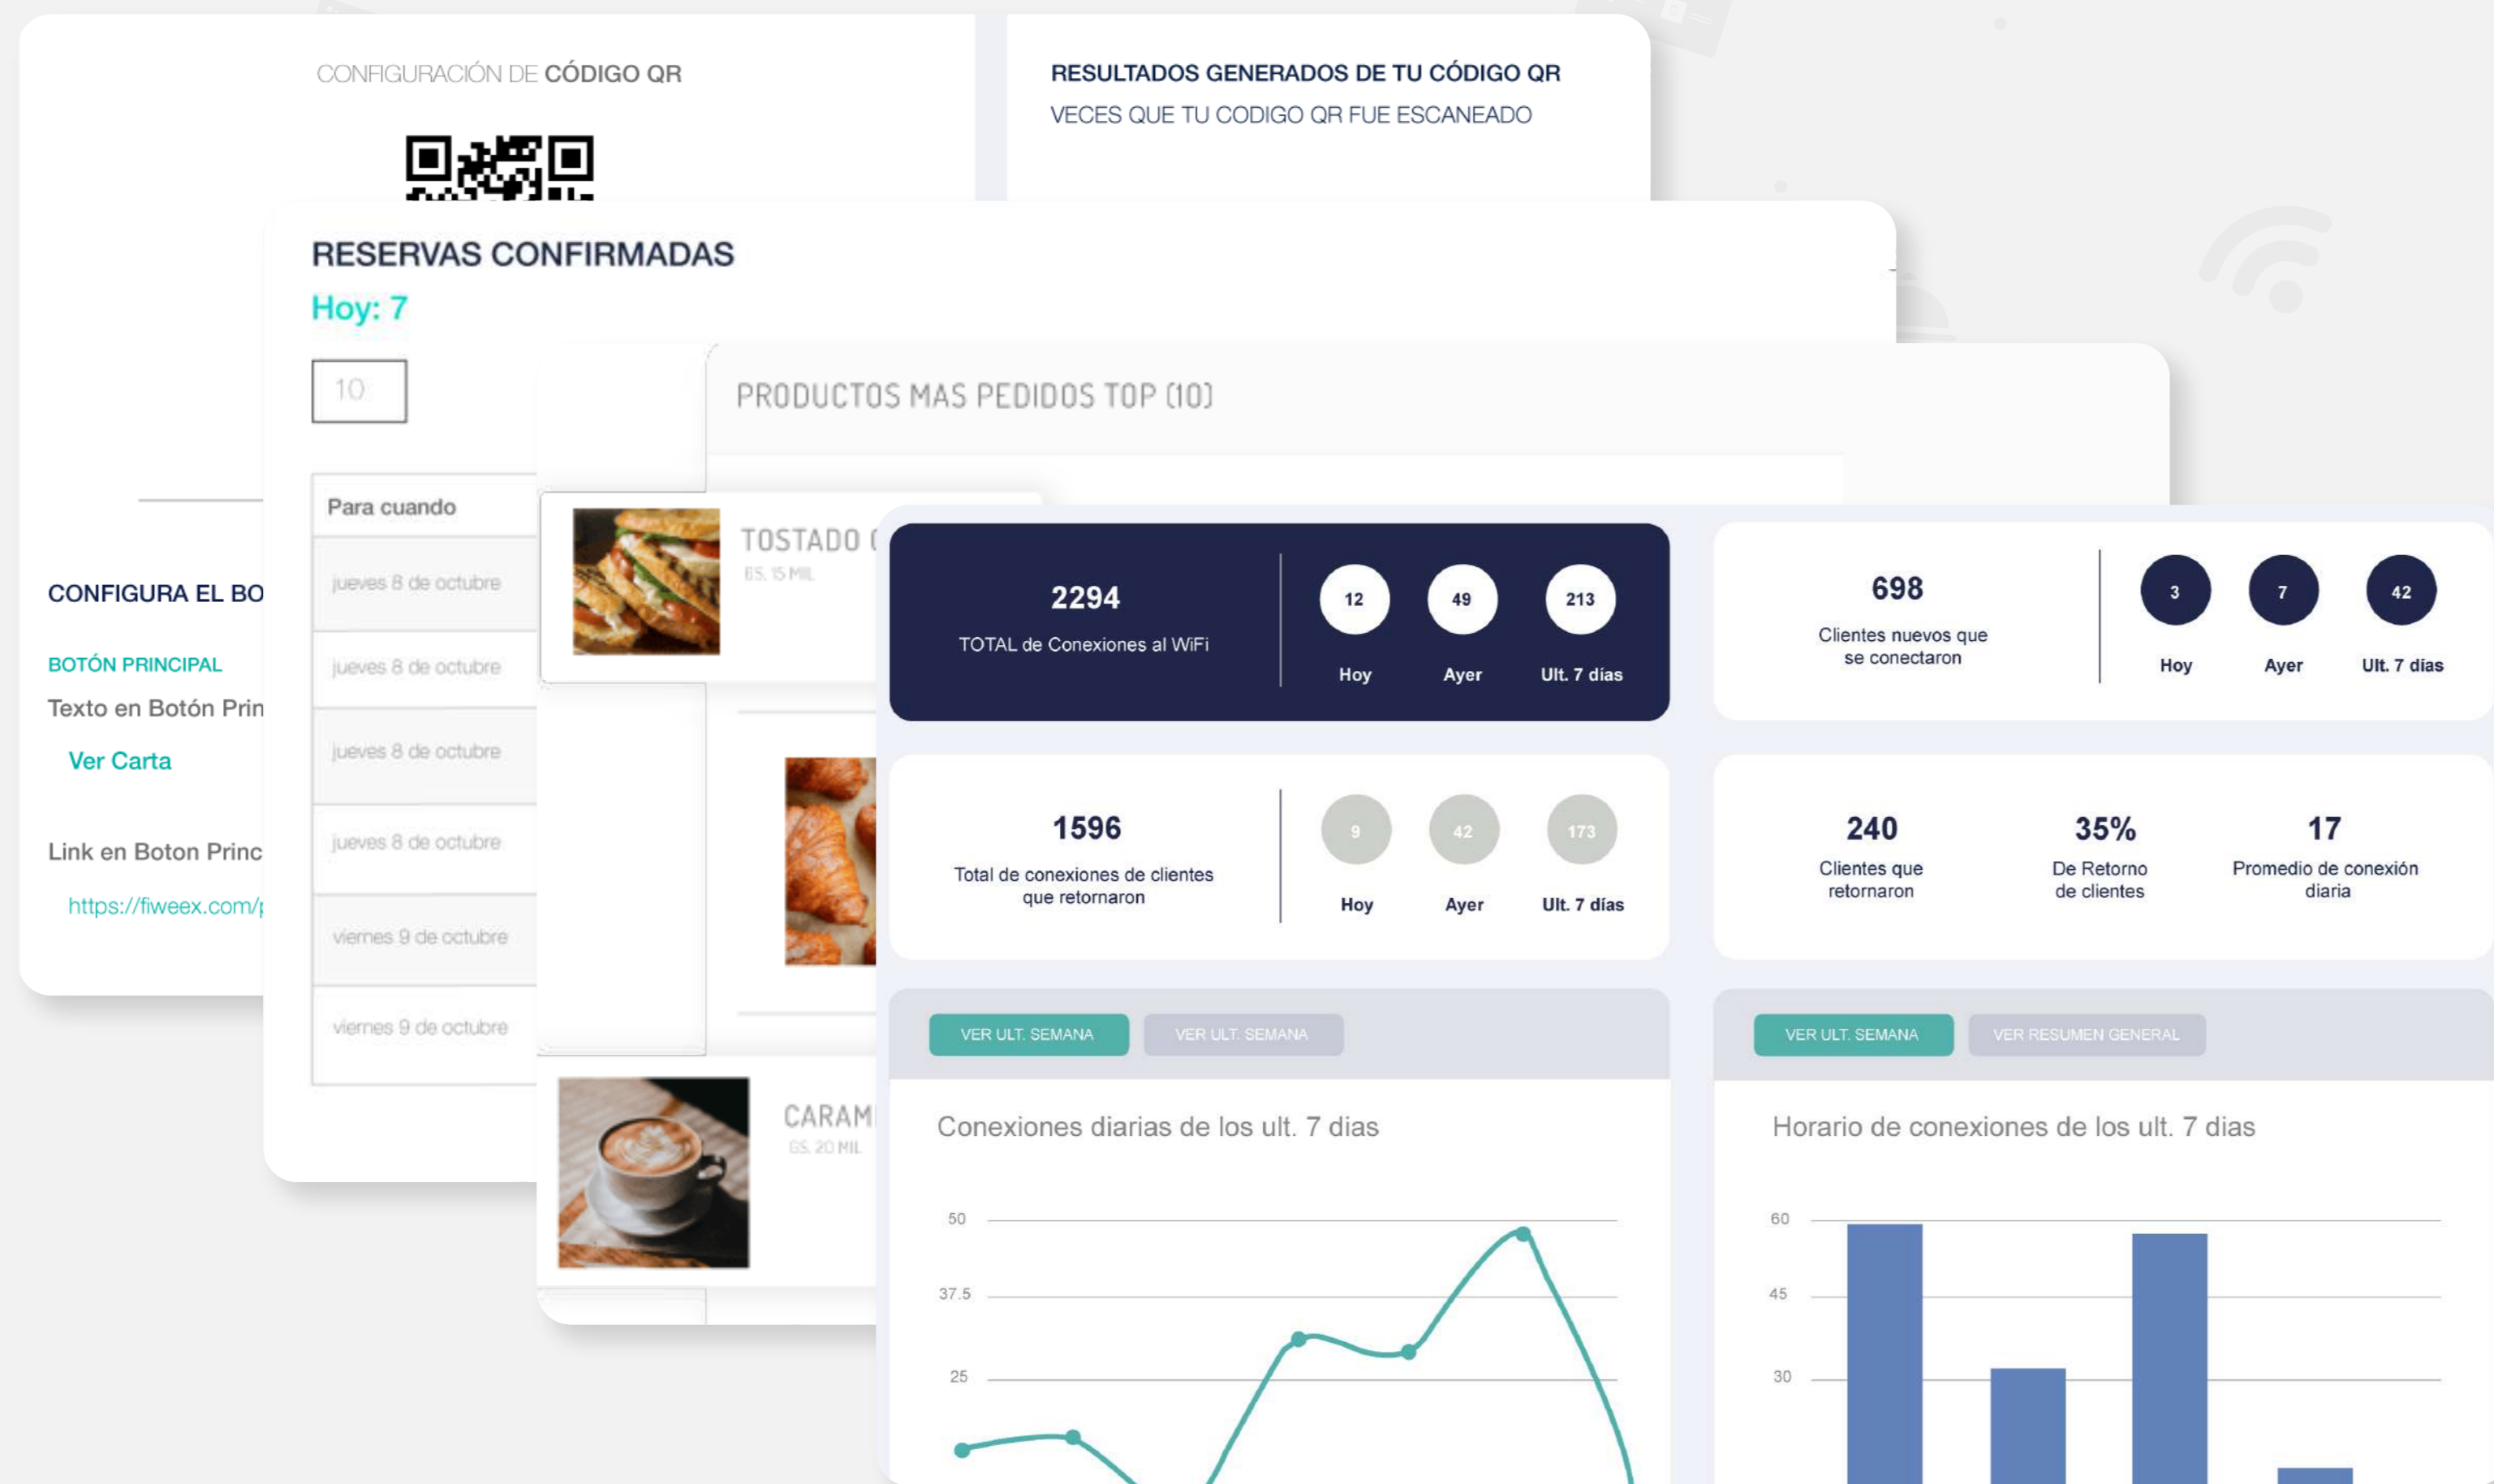 CONFIGURACIÓN DE CÓDIGO QR
RESULTADOS GENERADOS DE TU CÓDIGO QR
VECES QUE TU CODIGO QR FUE ESCANEADO
CONFIGURA EL BO
BOTÓN PRINCIPAL
Texto en Botón Prin
Ver Carta
Link en Boton Princ
https://fiweex.com/p
RESERVAS CONFIRMADAS
Hoy: 7
10
Para cuando
jueves 8 de octubre
jueves 8 de octubre
jueves 8 de octubre
jueves 8 de octubre
viernes 9 de octubre
viernes 9 de octubre
PRODUCTOS MAS PEDIDOS TOP (10)
TOSTADO
GS. 15 MIL
CARAM
GS. 20 MIL
2294
TOTAL de Conexiones al WiFi
12 49 213
Hoy Ayer Ult. 7 días
698
Clientes nuevos que
se conectaron
3 7 42
Hoy Ayer Ult. 7 días
1596
Total de conexiones de clientes
que retornaron
9 42 173
Hoy Ayer Ult. 7 días
240
Clientes que
retornaron
35%
De Retorno
de clientes
17
Promedio de conexión
diaria
VER ULT. SEMANA VER ULT. SEMANA
Conexiones diarias de los ult. 7 dias
50
37.5
25
VER ULT. SEMANA VER RESUMEN GENERAL
Horario de conexiones de los ult. 7 dias
60
45
30